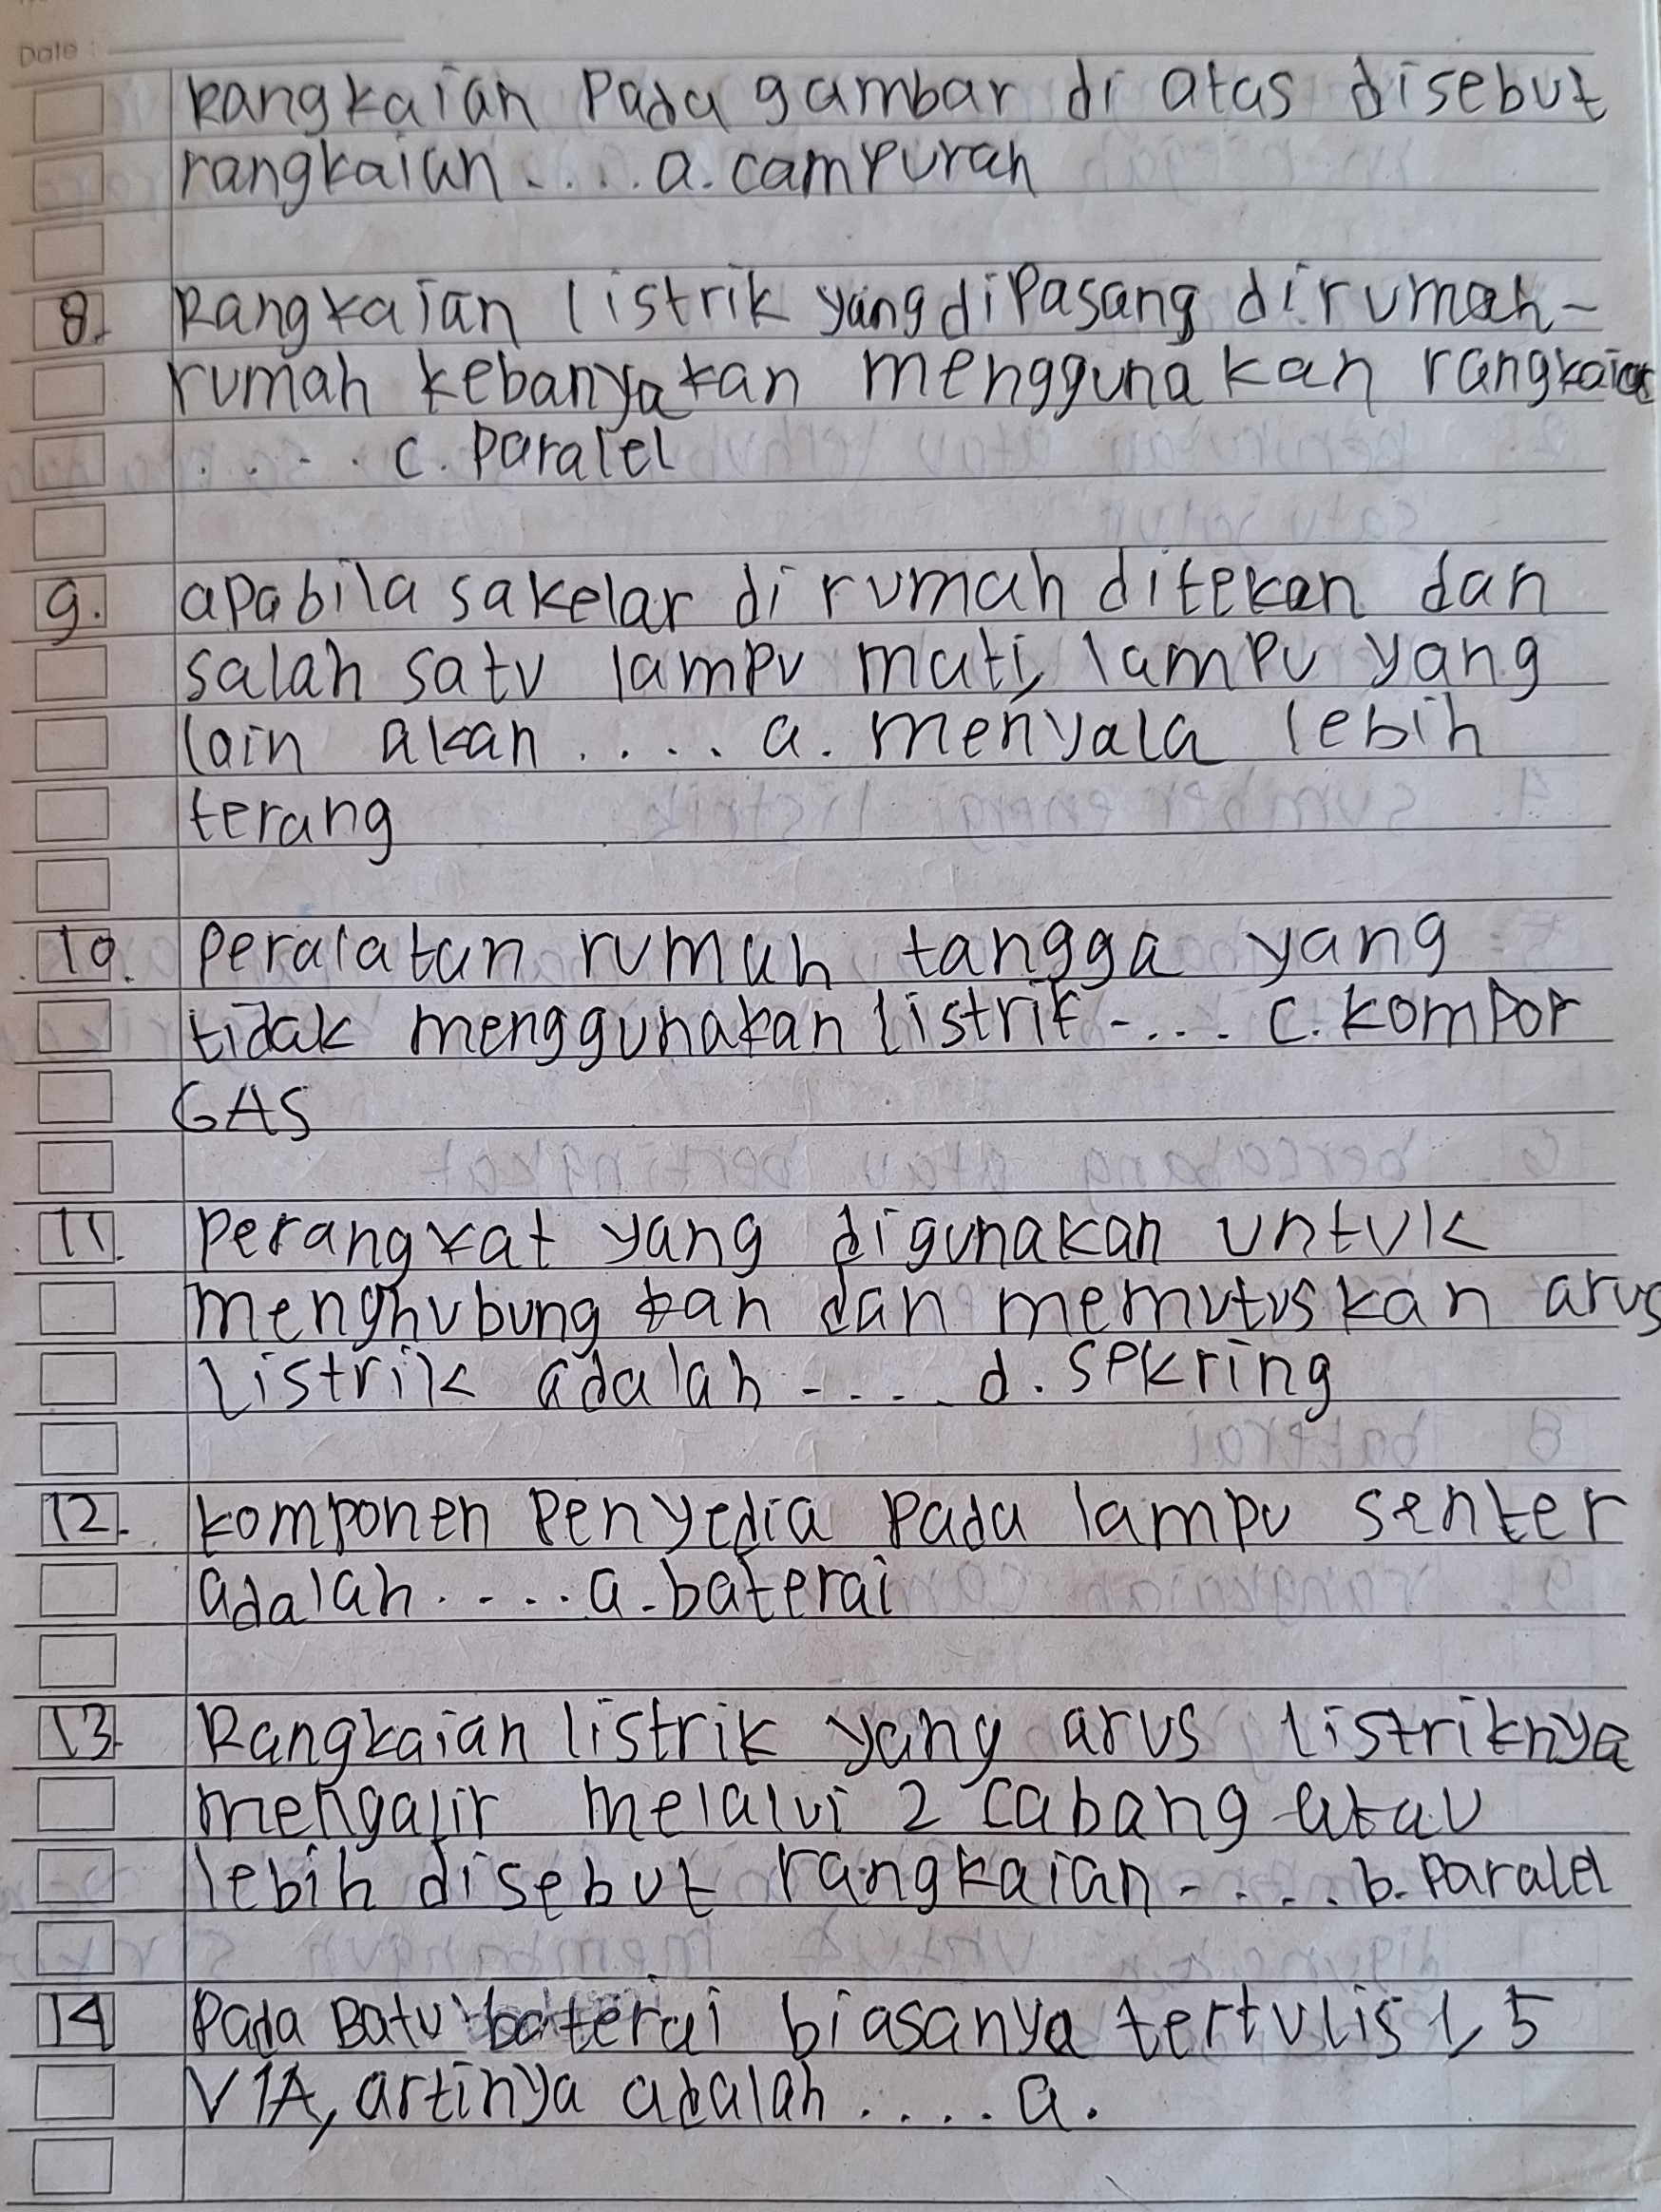 Date :
Rangkaian Pada gambar di atas disebut
rangkaian.... a. campuran
8. Rangkaian listrik yang dipasang dirumah-
rumah kebanyakan menggunakan rangkaian
.... c. paralel
9. apabila sakelar di rumah ditekan dan
salah satu lampu mati, lampu yang
lain akan .... a. menyala lebih
terang
10. peralatan rumah tangga yang
tidak menggunakan listrik .... c. kompor
GAS
11. perangkat yang digunakan untuk
menghubungkan dan memutuskan arus
listrik adalah .... d. sekring
12. komponen penyedia pada lampu senter
adalah .... a. baterai
13. Rangkaian listrik yang arus listriknya
mengalir melalui 2 cabang atau
lebih disebut rangkaian .... b. Paralel
14 Pada Batu baterai biasanya tertulis 1,5
V1A, artinya adalah .... a.